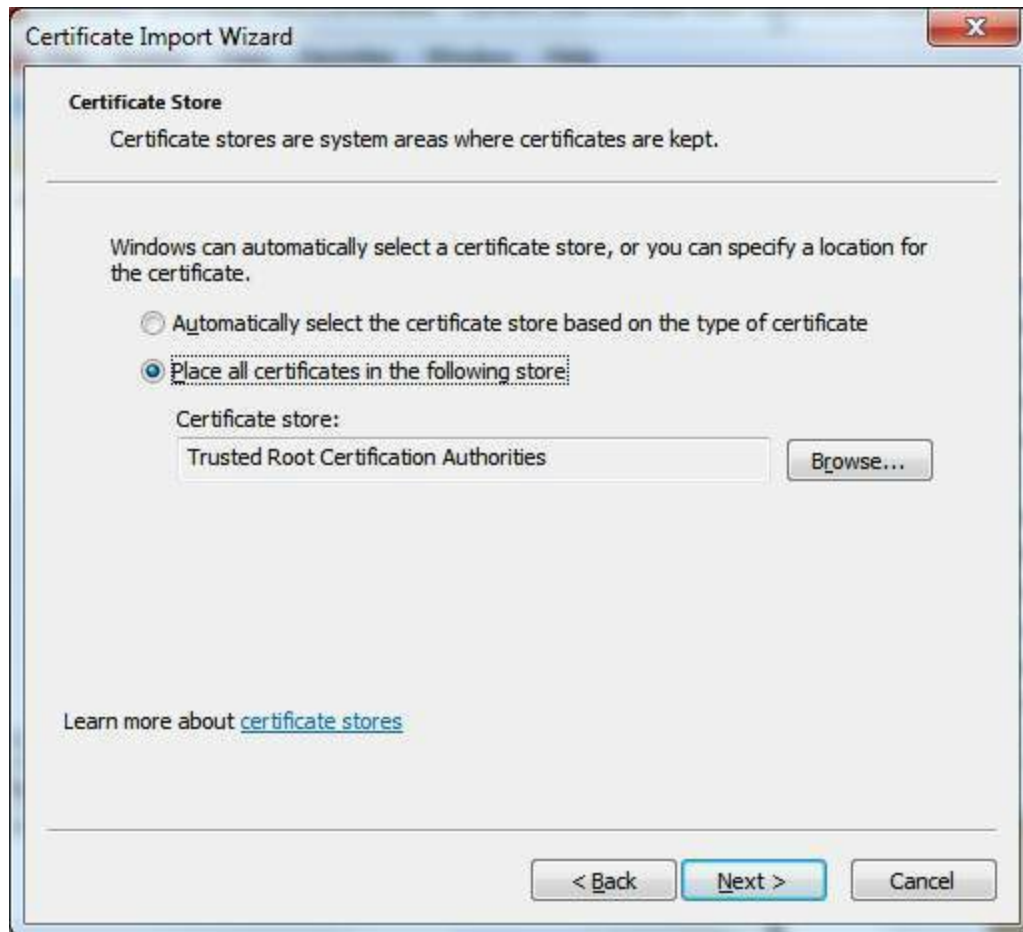 Certificate Import Wizard
Certificate Store
Certificate stores are system areas where certificates are kept.
Windows can automatically select a certificate store, or you can specify a location for
the certificate.
Automatically select the certificate store based on the type of certificate
Place all certificates in the following store
Certificate store:
Trusted Root Certification Authorities
Browse...
Learn more about certificate stores
< Back
Next >
Cancel